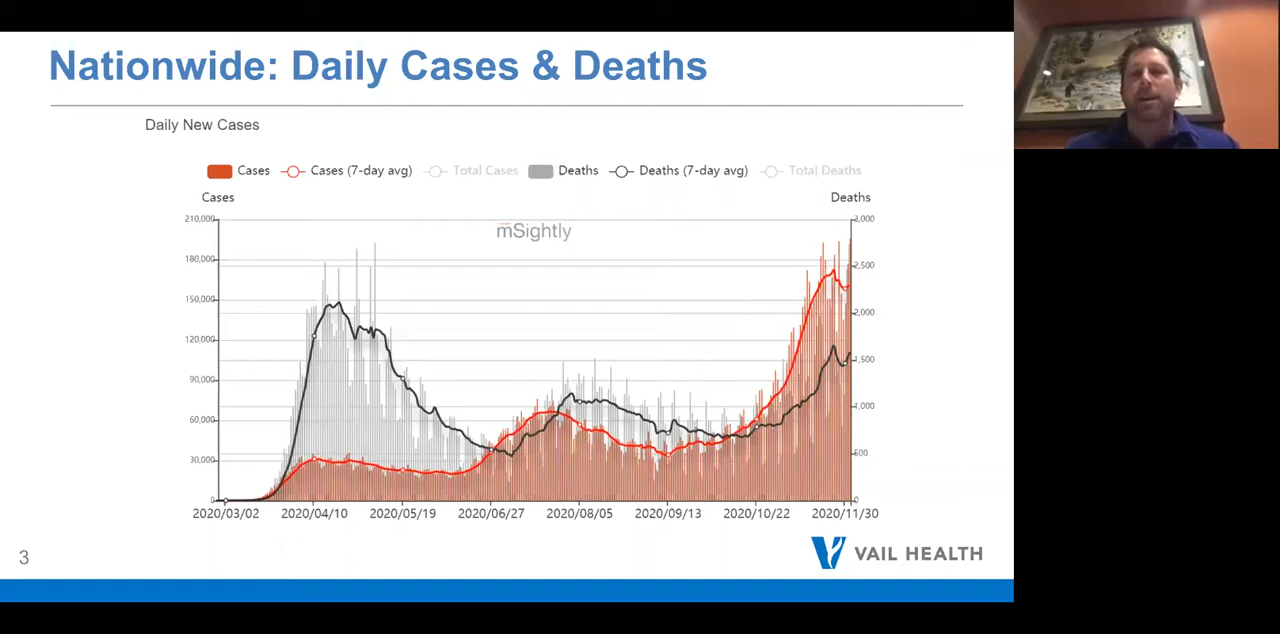 Nationwide: Daily Cases & Deaths
Daily New Cases
Cases Cases (7-day avg) Total Cases Deaths Deaths (7-day avg) Total Deaths
Cases Deaths
210,000 3,000
mSightly
180,000 2,500
150,000 2,000
120,000 1,500
90,000 1,000
60,000
30,000 500
0 0
2020/03/02 2020/04/10 2020/05/19 2020/06/27 2020/08/05 2020/09/13 2020/10/22 2020/11/30
3
VAIL HEALTH